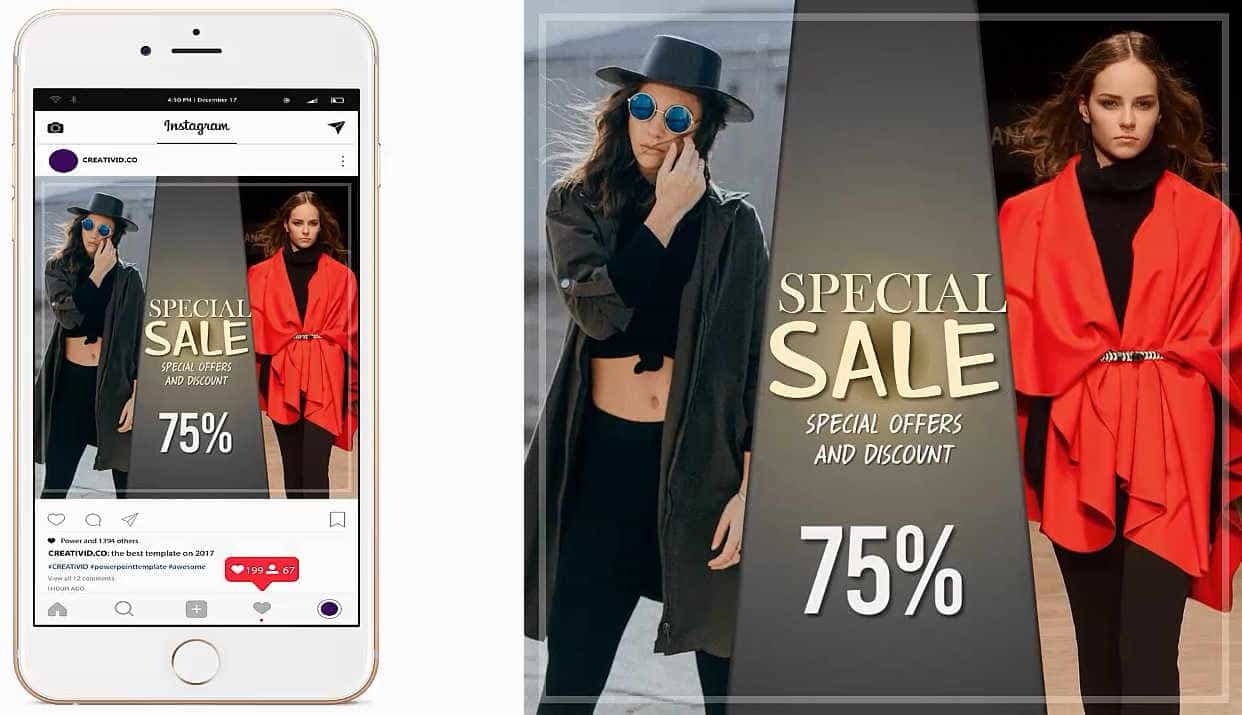 4:50 PM | December 17
Instagram
CREATIVID.CO
SPECIAL
SALE
SPECIAL OFFERS
AND DISCOUNT
75%
Power and 1394 others
CREATIVID.CO: the best template on 2017
#CREATIVID #powerpointtemplate #awesome
View all 12 comments
1 HOUR AGO
199 67
SPECIAL
SALE
SPECIAL OFFERS
AND DISCOUNT
75%